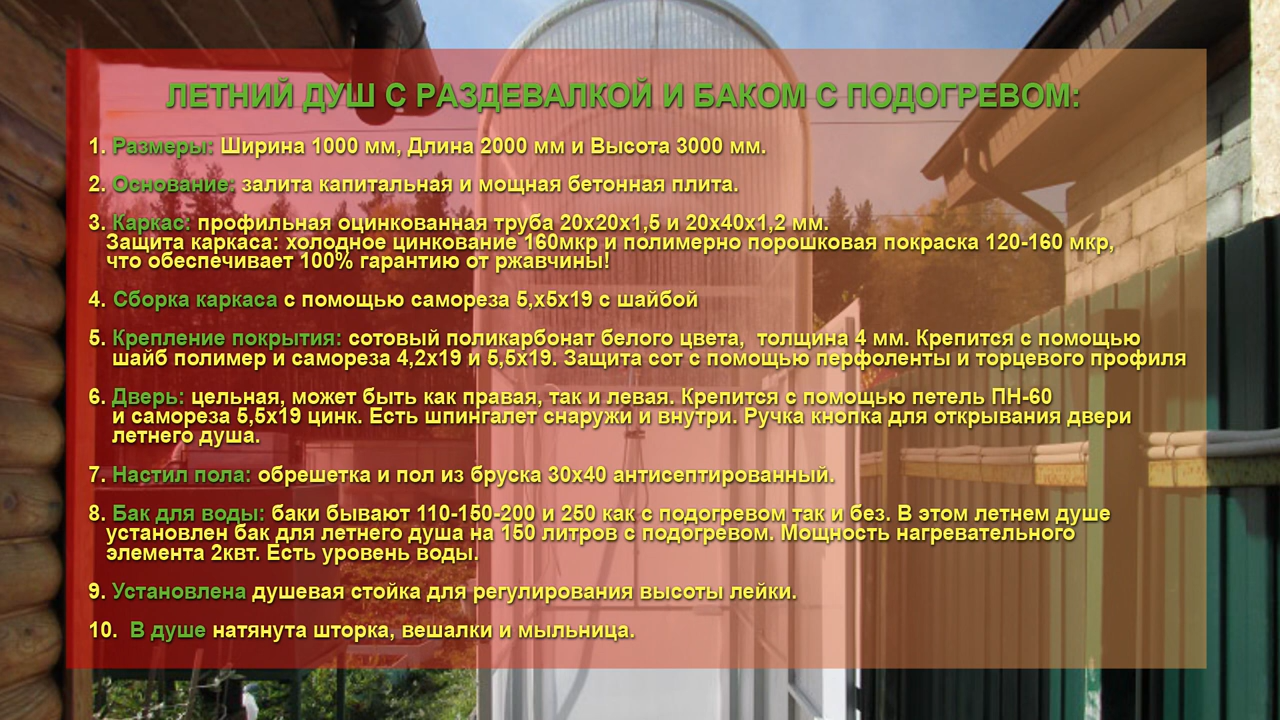 ЛЕТНИЙ ДУШ С РАЗДЕВАЛКОЙ И БАКОМ С ПОДОГРЕВОМ:
1. Размеры: Ширина 1000 мм, Длина 2000 мм и Высота 3000 мм.
2. Основание: залита капитальная и мощная бетонная плита.
3. Каркас: профильная оцинкованная труба 20х20х1,5 и 20х40х1,2 мм.
Защита каркаса: холодное цинкование 160мкр и полимерно порошковая покраска 120-160 мкр,
что обеспечивает 100% гарантию от ржавчины!
4. Сборка каркаса с помощью самореза 5,х5х19 с шайбой
5. Крепление покрытия: сотовый поликарбонат белого цвета, толщина 4 мм. Крепится с помощью
шайб полимер и самореза 4,2х19 и 5,5х19. Защита сот с помощью перфоленты и торцевого профиля
6. Дверь: цельная, может быть как правая, так и левая. Крепится с помощью петель ПН-60
и самореза 5,5х19 цинк. Есть шпингалет снаружи и внутри. Ручка кнопка для открывания двери
летнего душа.
7. Настил пола: обрешетка и пол из бруска 30х40 антисептированный.
8. Бак для воды: баки бывают 110-150-200 и 250 как с подогревом так и без. В этом летнем душе
установлен бак для летнего душа на 150 литров с подогревом. Мощность нагревательного
элемента 2квт. Есть уровень воды.
9. Установлена душевая стойка для регулирования высоты лейки.
10. В душе натянута шторка, вешалки и мыльница.